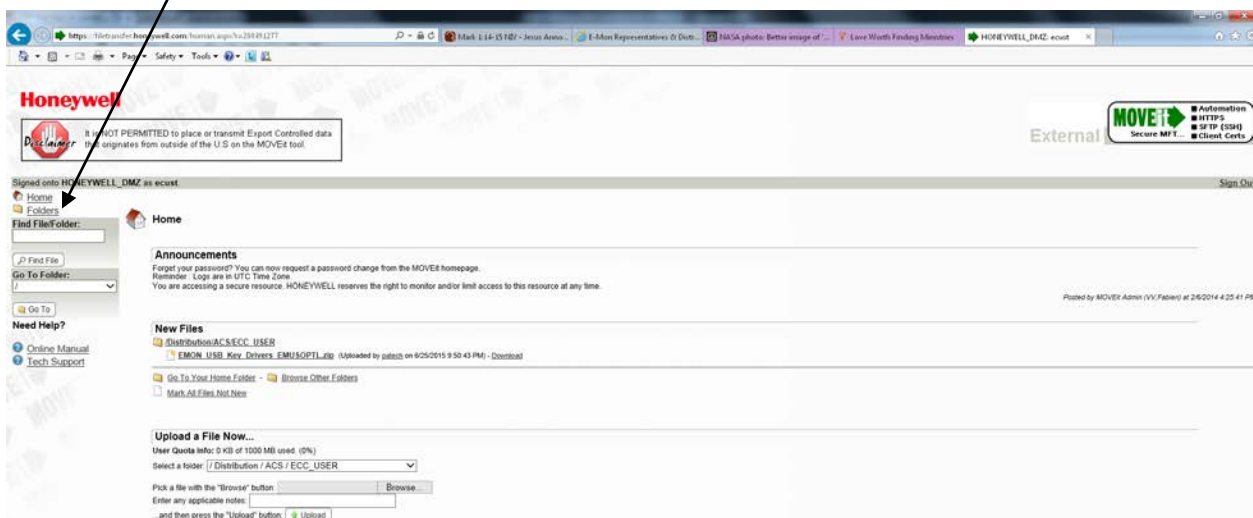 https://filetransfer.honeywell.com/human.aspx?r=284491277
Mark 1:14-15 NIV - Jesus Anno...
E-Mon Representatives & Distr...
NASA photo: Better image of '...
Love Worth Finding Ministries
HONEYWELL_DMZ: ecust
Page Safety Tools
Honeywell
Disclaimer
It is NOT PERMITTED to place or transmit Export Controlled data
that originates from outside of the U.S on the MOVEit tool.
External
MOVEit
Secure MFT...
Automation
HTTPS
SFTP (SSH)
Client Certs
Signed onto HONEYWELL_DMZ as ecust
Sign Ou
Home
Folders
Find File/Folder:
Find File
Go To Folder:
/
Go To
Need Help?
Online Manual
Tech Support
Home
Announcements
Forget your password? You can now request a password change from the MOVEit homepage.
Reminder : Logs are in UTC Time Zone.
You are accessing a secure resource. HONEYWELL reserves the right to monitor and/or limit access to this resource at any time.
Posted by MOVEit Admin (VV,Fabien) at 2/6/2014 4:25:41 PM
New Files
/Distribution/ACS/ECC_USER
EMON_USB_Key_Drivers_EMUSOPTL.zip (Uploaded by patech on 6/25/2015 9:50:43 PM) - Download
Go To Your Home Folder - Browse Other Folders
Mark All Files Not New
Upload a File Now...
User Quota Info: 0 KB of 1000 MB used. (0%)
Select a folder: / Distribution / ACS / ECC_USER
Pick a file with the "Browse" button: Browse...
Enter any applicable notes:
...and then press the "Upload" button: Upload